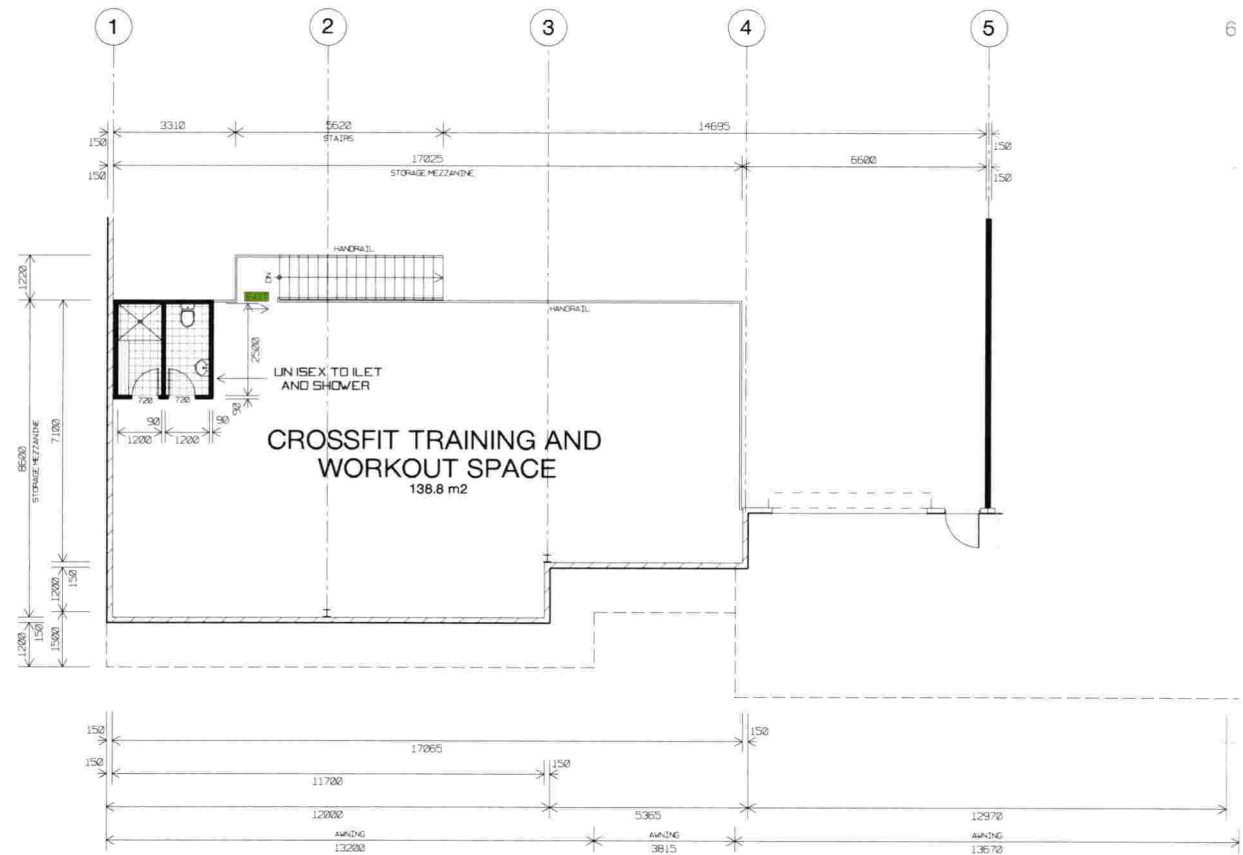 1 2 3 4 5 6
3310 5620 14695
STAIRS
150 150
17025 6600
STORAGE MEZZANINE
150 150
HANDRAIL
1220
DN
EXIT
HANDRAIL
2500
UNISEX TOILET
AND SHOWER
720 720
90 90 90
1200 1200
8600
STORAGE MEZZANINE
7100
CROSSFIT TRAINING AND
WORKOUT SPACE
138.8 m2
1200 150
1200 150 1500
150 150
17065
150 150
11700
12000 5365 12970
AWNING AWNING AWNING
13200 3815 13670